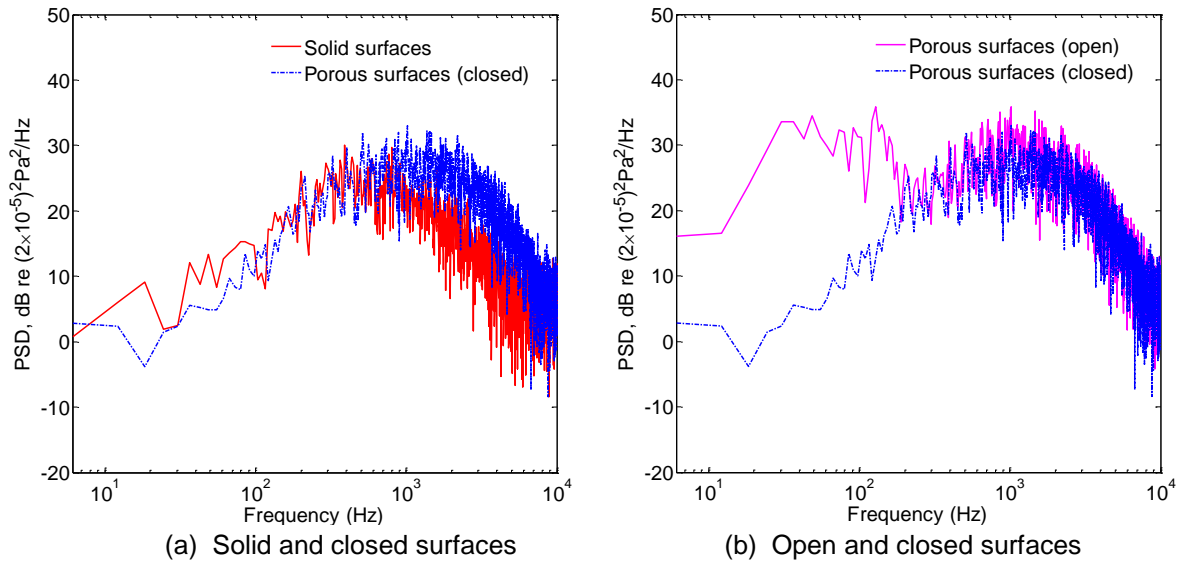 50
40
30
20
10
0
-10
-20
PSD, dB re (2×10⁻⁵)²Pa²/Hz
Solid surfaces
Porous surfaces (closed)
10¹
10²
10³
10⁴
Frequency (Hz)
(a) Solid and closed surfaces
50
40
30
20
10
0
-10
-20
PSD, dB re (2×10⁻⁵)²Pa²/Hz
Porous surfaces (open)
Porous surfaces (closed)
10¹
10²
10³
10⁴
Frequency (Hz)
(b) Open and closed surfaces